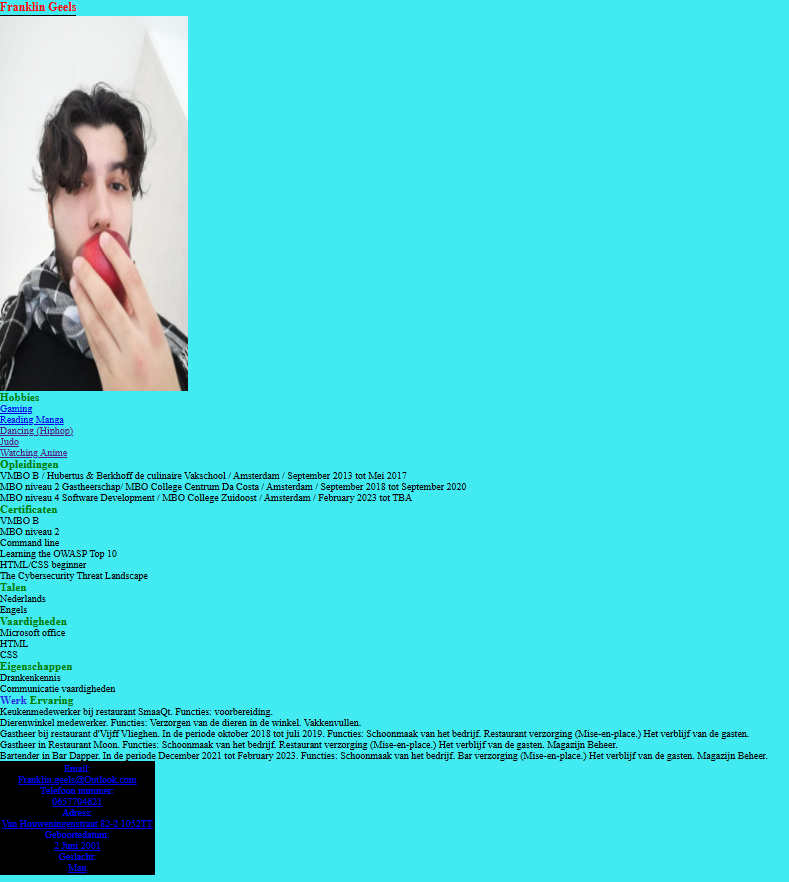 Franklin Geels
Hobbies
Gaming
Reading Manga
Dancing (Hiphop)
Judo
Watching Anime
Opleidingen
VMBO B / Hubertus & Berkhoff de culinaire Vakschool / Amsterdam / September 2013 tot Mei 2017
MBO niveau 2 Gastheerschap/ MBO College Centrum Da Costa / Amsterdam / September 2018 tot September 2020
MBO niveau 4 Software Development / MBO College Zuidoost / Amsterdam / February 2023 tot TBA
Certificaten
VMBO B
MBO niveau 2
Command line
Learning the OWASP Top 10
HTML/CSS beginner
The Cybersecurity Threat Landscape
Talen
Nederlands
Engels
Vaardigheden
Microsoft office
HTML
CSS
Eigenschappen
Drankenkennis
Communicatie vaardigheden
Werk Ervaring
Keukenmedewerker bij restaurant SmaaQt. Functies: voorbereiding.
Dierenwinkel medewerker. Functies: Verzorgen van de dieren in de winkel. Vakkenvullen.
Gastheer bij restaurant d'Vijff Vlieghen. In de periode oktober 2018 tot juli 2019. Functies: Schoonmaak van het bedrijf. Restaurant verzorging (Mise-en-place.) Het verblijf van de gasten.
Gastheer in Restaurant Moon. Functies: Schoonmaak van het bedrijf. Restaurant verzorging (Mise-en-place.) Het verblijf van de gasten. Magazijn Beheer.
Bartender in Bar Dapper. In de periode December 2021 tot February 2023. Functies: Schoonmaak van het bedrijf. Bar verzorging (Mise-en-place.) Het verblijf van de gasten. Magazijn Beheer.
Email:
Franklin.geels@Outlook.com
Telefoon nummer:
Adress:
Geboortedatum:
2 Juni 2001
Geslacht:
Man